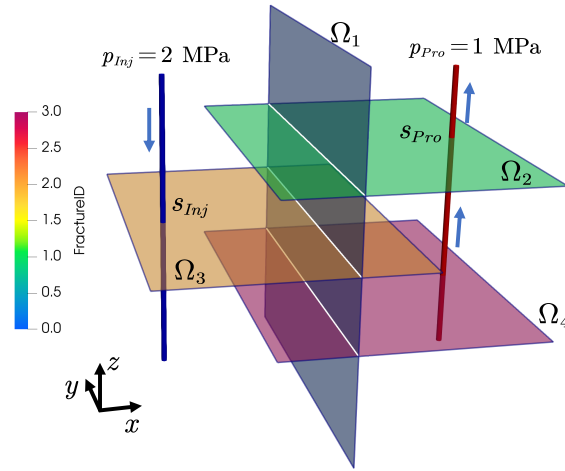 Ω₁
p_Inj = 2 MPa
p_Pro = 1 MPa
3.0
2.5
2.0
1.5
1.0
0.5
0.0
FractureID
s_Pro
Ω₂
s_Inj
Ω₃
Ω₄
z
y
x